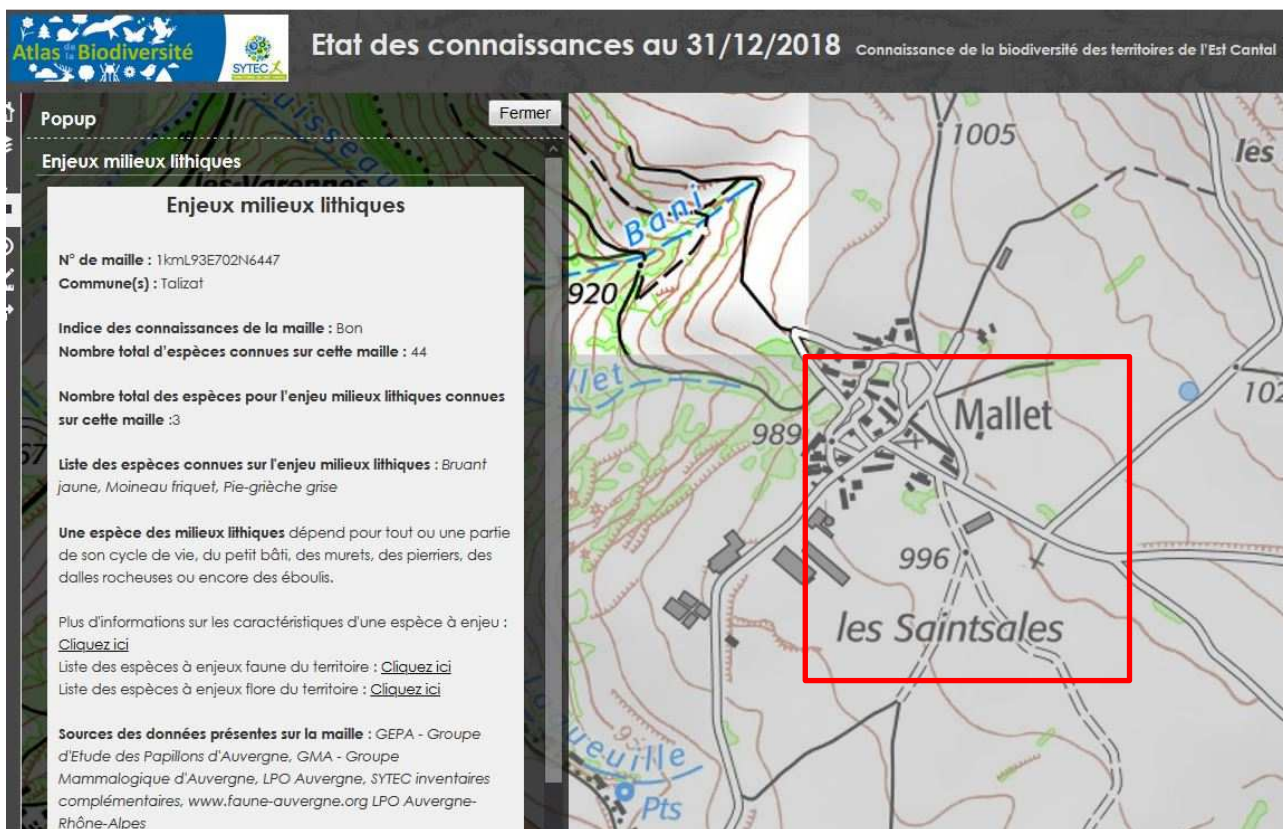 Atlas de la Biodiversité
SYTEC
Etat des connaissances au 31/12/2018 Connaissance de la biodiversité des territoires de l'Est Cantal
Popup
Fermer
Enjeux milieux lithiques
les Varennes
Enjeux milieux lithiques
N° de maille : 1kmL93E702N6447
Commune(s) : Talizat
Indice des connaissances de la maille : Bon
Nombre total d'espèces connues sur cette maille : 44
Nombre total des espèces pour l'enjeu milieux lithiques connues
sur cette maille :3
Liste des espèces connues sur l'enjeu milieux lithiques : Bruant
jaune, Moineau friquet, Pie-grièche grise
Une espèce des milieux lithiques dépend pour tout ou une partie
de son cycle de vie, du petit bâti, des murets, des pierriers, des
dalles rocheuses ou encore des éboulis.
Plus d'informations sur les caractéristiques d'une espèce à enjeu :
Cliquez ici
Liste des espèces à enjeux faune du territoire : Cliquez ici
Liste des espèces à enjeux flore du territoire : Cliquez ici
Sources des données présentes sur la maille : GEPA - Groupe
d'Etude des Papillons d'Auvergne, GMA - Groupe
Mammalogique d'Auvergne, LPO Auvergne, SYTEC inventaires
complémentaires, www.faune-auvergne.org LPO Auvergne-
Rhône-Alpes
1005
les
Bani
920
Mallet
Mallet
989
102
996
les Saintsales
Pts